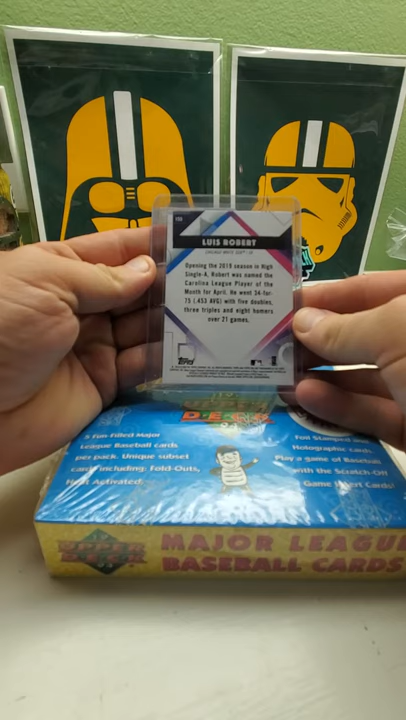 LUIS ROBERT
Opening the 2019 season in High
Single-A, Robert was named the
Carolina League Player of the
Month for April. He went 34-for-
75 (.453 AVG) with five doubles,
three triples and eight homers
over 21 games.
Topps
UPPER
DECK
5 Fun-Filled Major
League Baseball cards
per pack. Unique subset
cards including: Fold-Outs,
Heat Activated,
Foil Stamped
Holographic cards.
Play a game of Baseball
with the Scratch-Off
Game Insert Cards!
UPPER DECK
MAJOR LEAGUE
BASEBALL CARDS